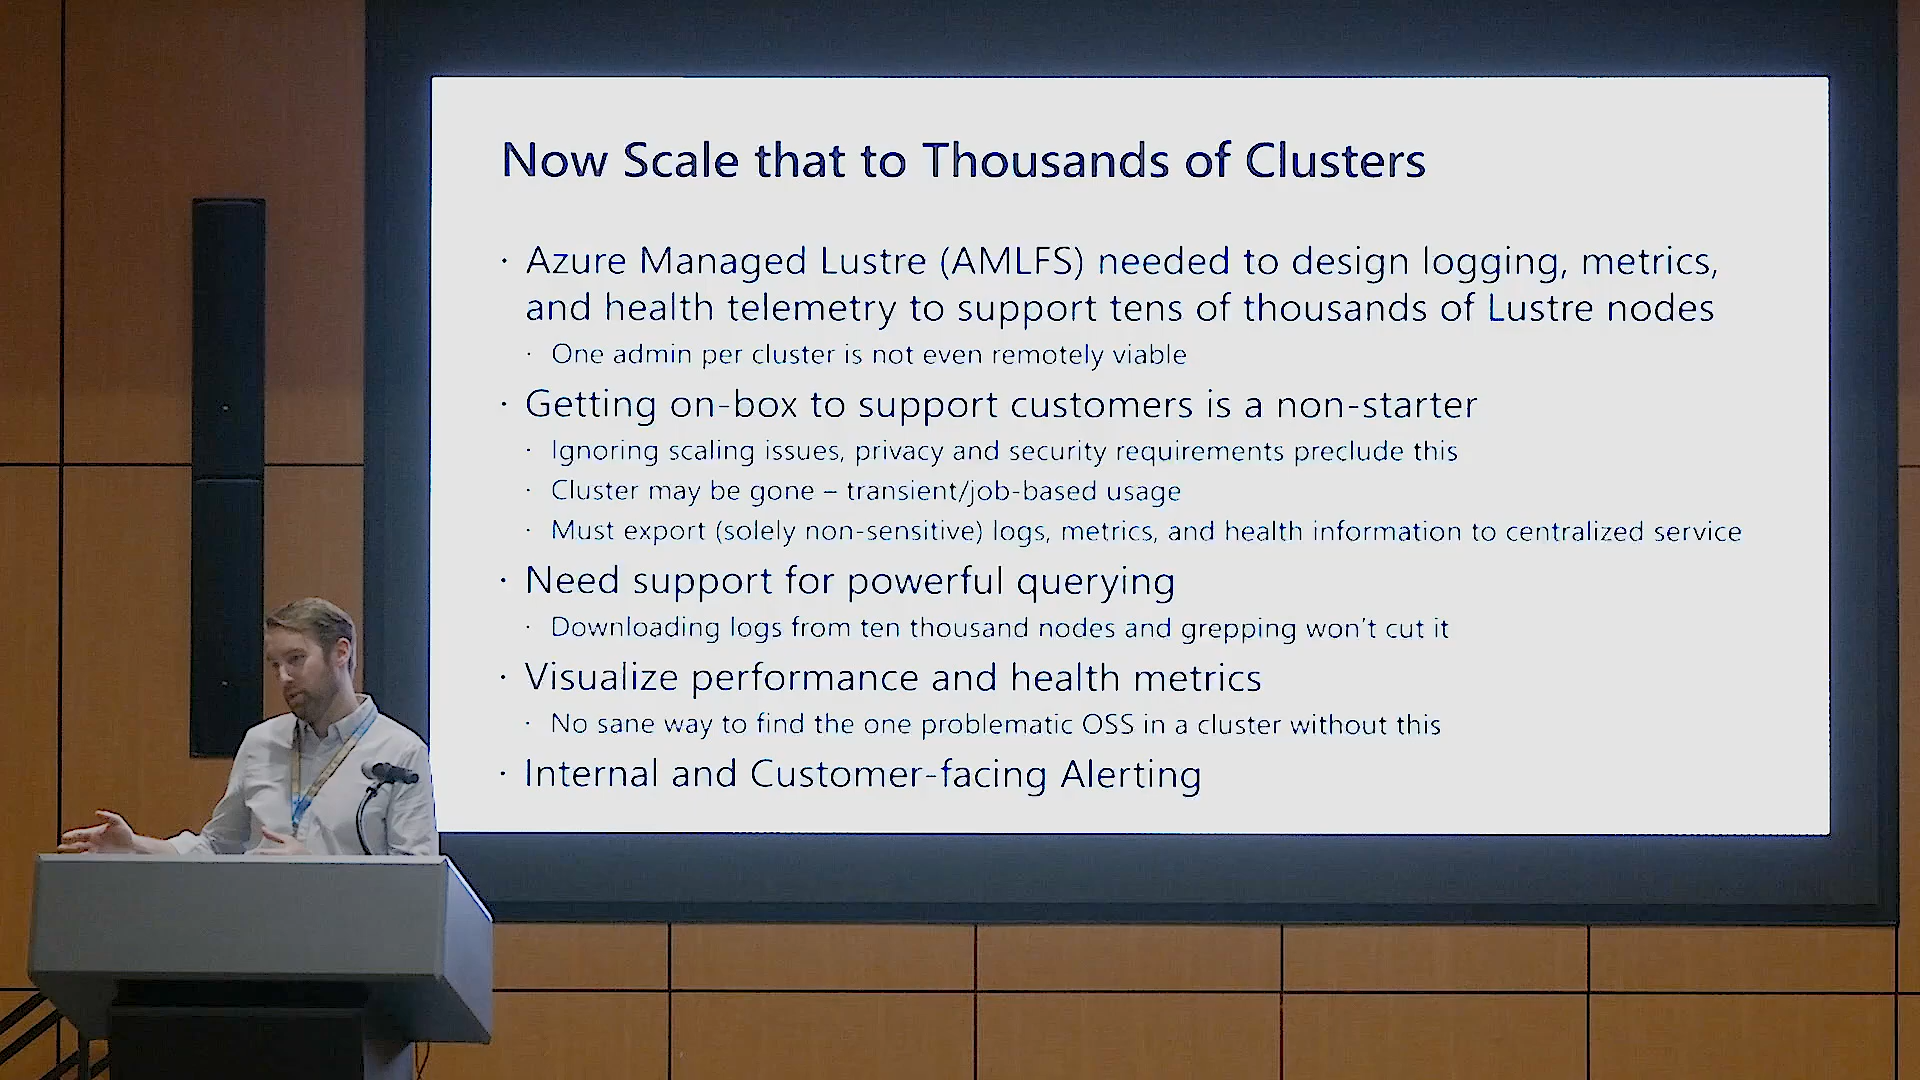 Now Scale that to Thousands of Clusters
· Azure Managed Lustre (AMLFS) needed to design logging, metrics,
and health telemetry to support tens of thousands of Lustre nodes
· One admin per cluster is not even remotely viable
· Getting on-box to support customers is a non-starter
· Ignoring scaling issues, privacy and security requirements preclude this
· Cluster may be gone – transient/job-based usage
· Must export (solely non-sensitive) logs, metrics, and health information to centralized service
· Need support for powerful querying
· Downloading logs from ten thousand nodes and grepping won’t cut it
· Visualize performance and health metrics
· No sane way to find the one problematic OSS in a cluster without this
· Internal and Customer-facing Alerting